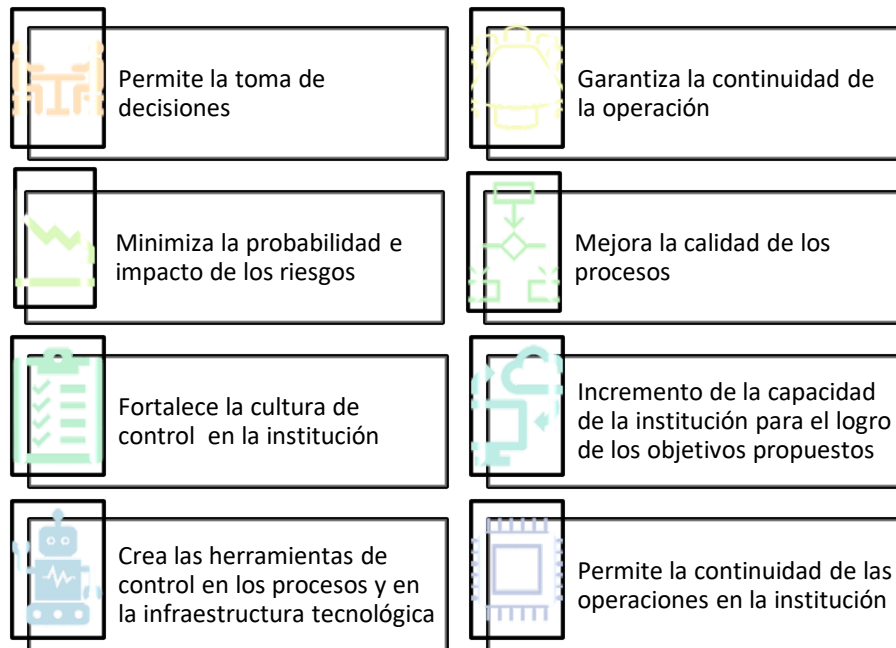 Permite la toma de
decisiones
Garantiza la continuidad de
la operación
Minimiza la probabilidad e
impacto de los riesgos
Mejora la calidad de los
procesos
Fortalece la cultura de
control en la institución
Incremento de la capacidad
de la institución para el logro
de los objetivos propuestos
Crea las herramientas de
control en los procesos y en
la infraestructura tecnológica
Permite la continuidad de las
operaciones en la institución